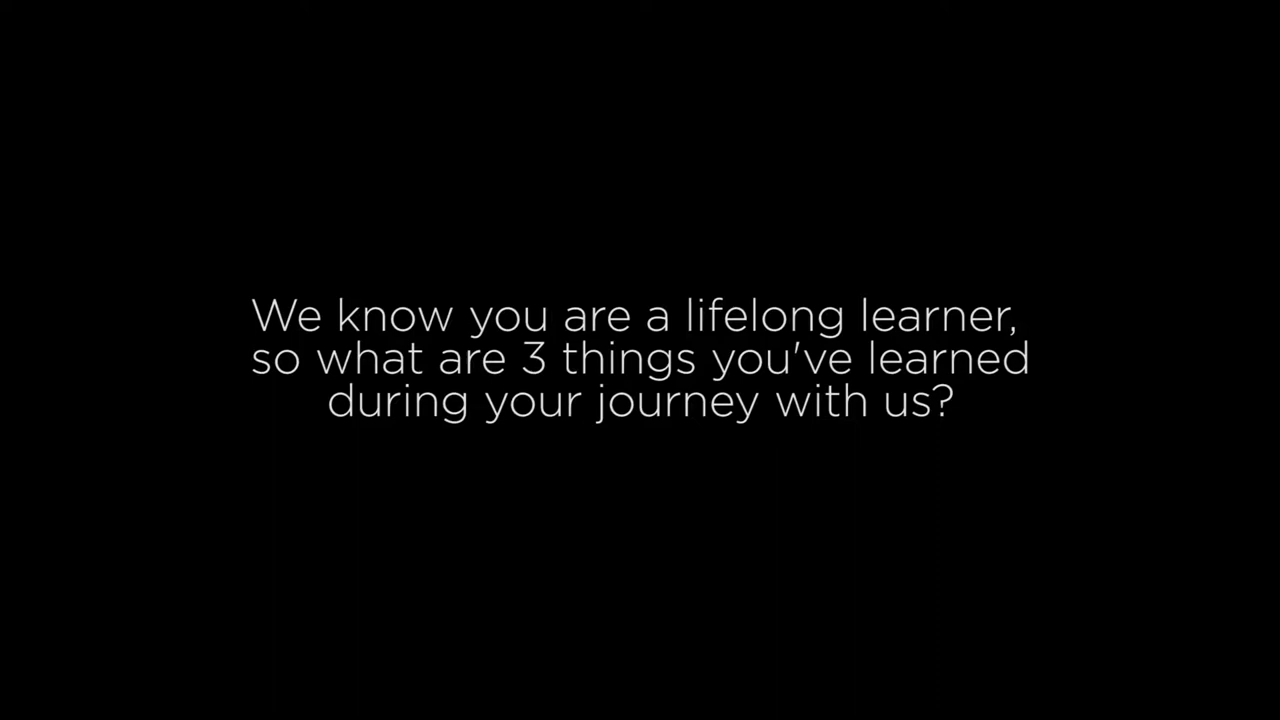 We know you are a lifelong learner,
so what are 3 things you've learned
during your journey with us?